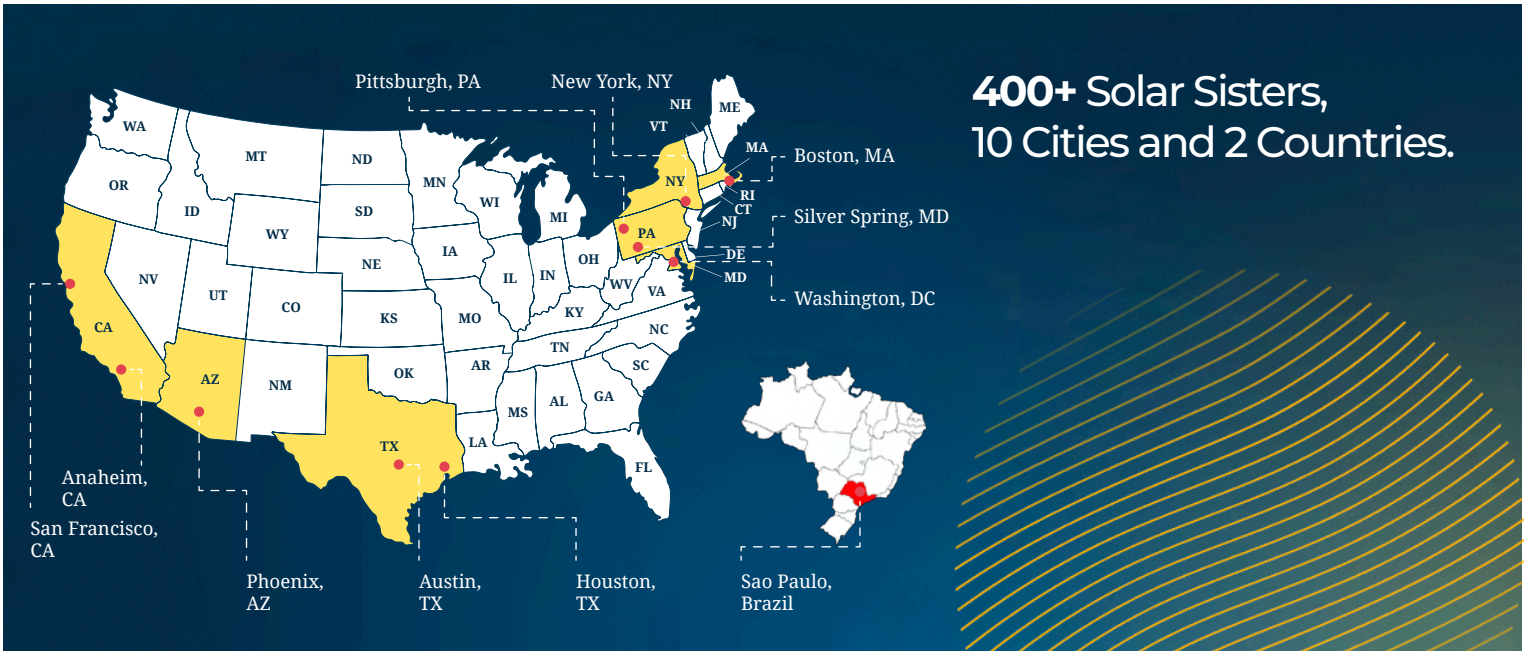 400+ Solar Sisters,
10 Cities and 2 Countries.
Pittsburgh, PA
New York, NY
NH
ME
VT
WA
MA
Boston, MA
MT
ND
OR
MN
NY
ID
SD
WI
MI
RI
CT
Silver Spring, MD
NJ
WY
PA
IA
DE
NE
OH
MD
NV
IL
IN
WV
VA
Washington, DC
UT
CO
KY
KS
MO
NC
CA
TN
AR
SC
OK
AZ
NM
GA
AL
MS
TX
LA
FL
Anaheim,
CA
San Francisco,
CA
Phoenix,
AZ
Austin,
TX
Houston,
TX
Sao Paulo,
Brazil